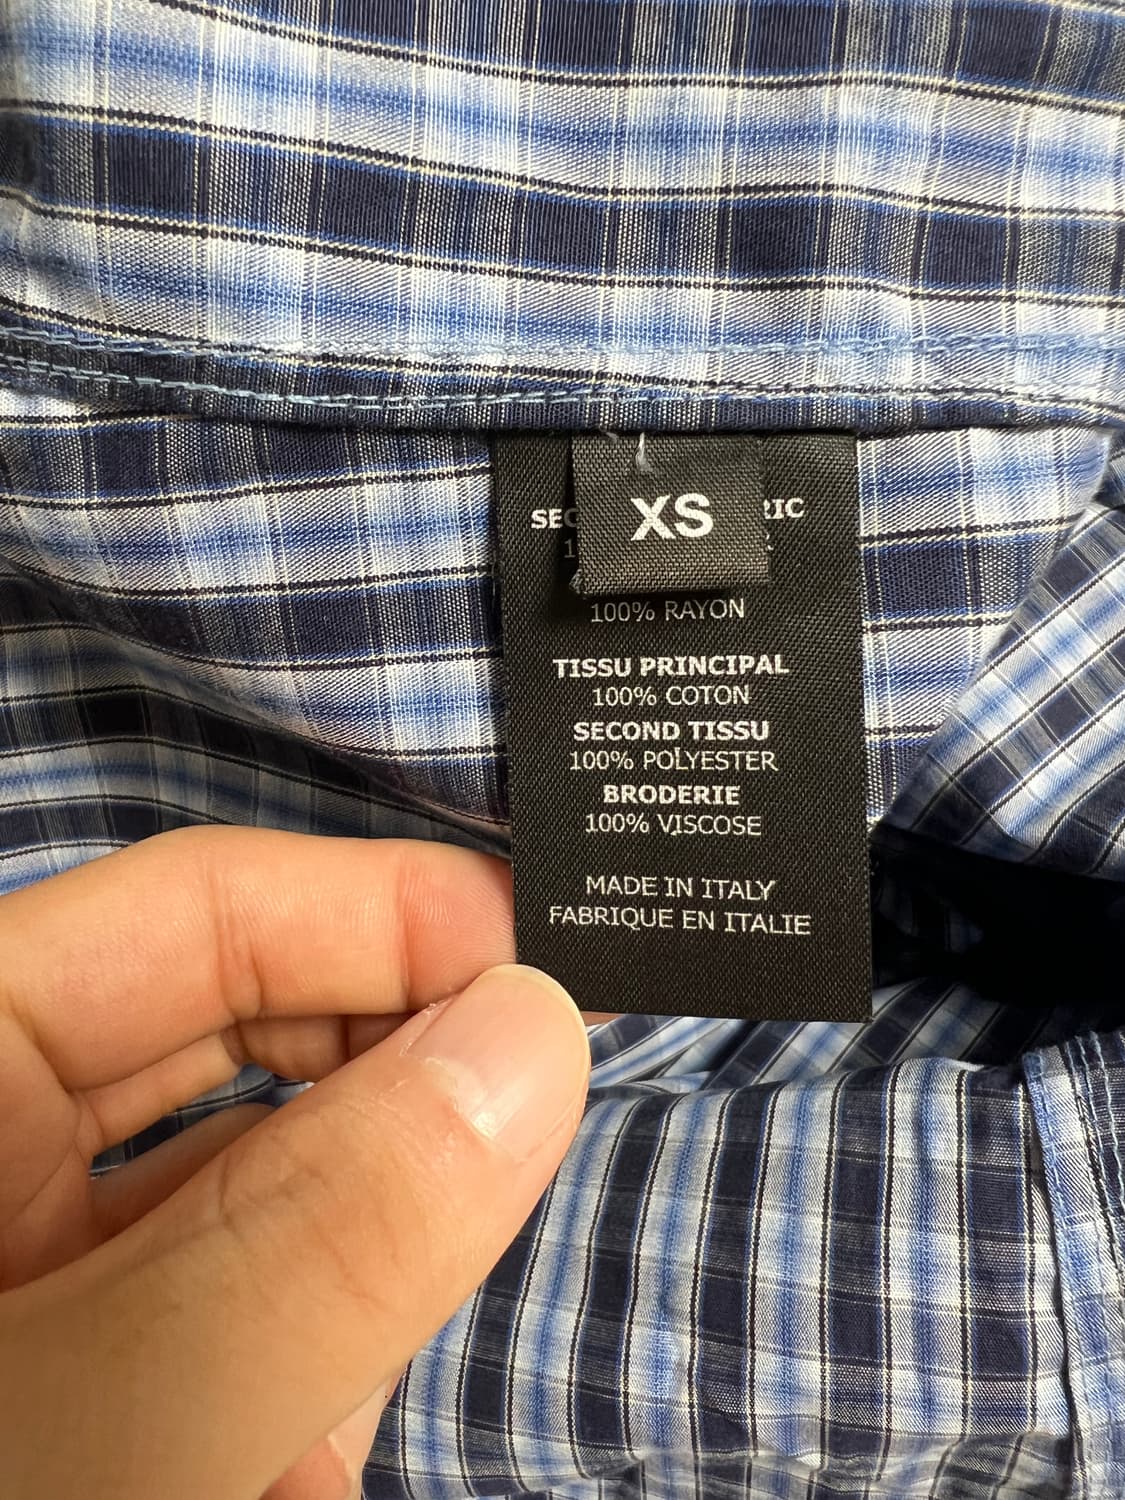 XS
100% RAYON
TISSU PRINCIPAL
100% COTON
SECOND TISSU
100% POLYESTER
BRODERIE
100% VISCOSE
MADE IN ITALY
FABRIQUE EN ITALIE